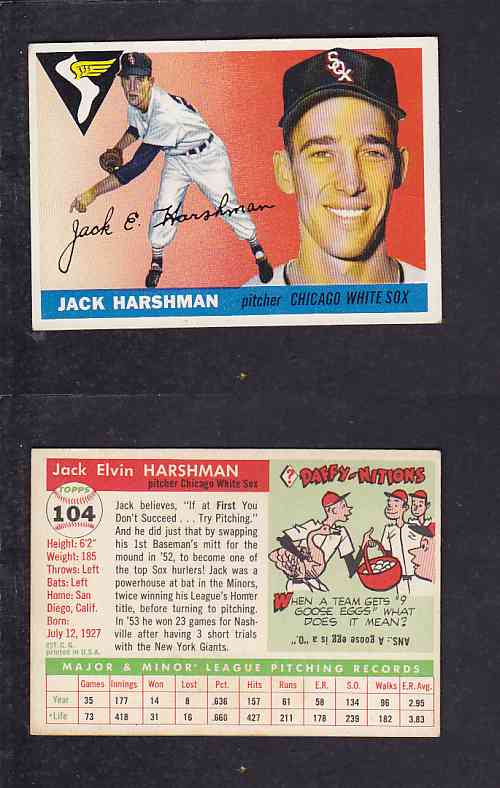 SOX
Jack E. Harshman
JACK HARSHMAN pitcher CHICAGO WHITE SOX
Jack Elvin HARSHMAN
pitcher Chicago White Sox
TOPPS
104
Height: 6'2"
Weight: 185
Throws: Left
Bats: Left
Home: San
Diego, Calif.
Born:
July 12, 1927
©T. C. G.
printed in U.S.A.
Jack believes, "If at First You
Don't Succeed . . . Try Pitching."
And he did just that by swapping
his 1st Baseman's mitt for the
mound in '52, to become one of
the top Sox hurlers! Jack was a
powerhouse at bat in the Minors,
twice winning his League's Homer
title, before turning to pitching.
In '53 he won 23 games for Nash-
ville after having 3 short trials
with the New York Giants.
? DAFFY-NITIONS
WHEN A TEAM GETS "9
GOOSE EGGS" WHAT
DOES IT MEAN?
ANS.: A goose egg is a "0."
MAJOR & MINOR LEAGUE PITCHING RECORDS
Games Innings Won Lost Pct. Hits Runs E.R. S.O. Walks E.R. Avg.
Year 35 177 14 8 .636 157 61 58 134 96 2.95
Life 73 418 31 16 .660 427 211 178 239 182 3.83